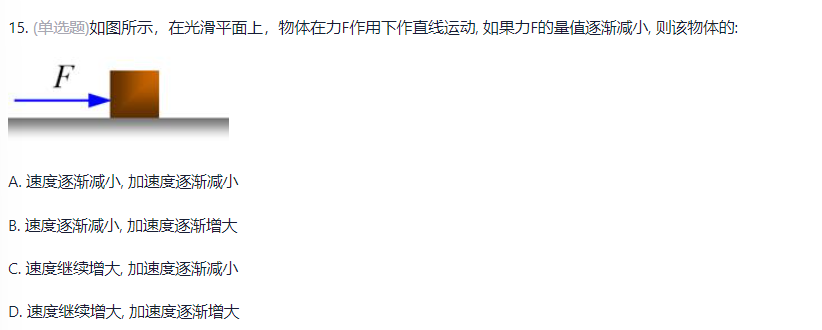 15. (单选题)如图所示，在光滑平面上，物体在力F作用下作直线运动, 如果力F的量值逐渐减小, 则该物体的:
F
A. 速度逐渐减小, 加速度逐渐减小
B. 速度逐渐减小, 加速度逐渐增大
C. 速度继续增大, 加速度逐渐减小
D. 速度继续增大, 加速度逐渐增大